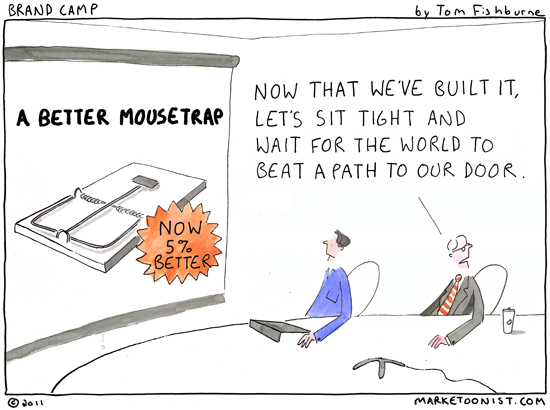 BRAND CAMP
by Tom Fishburne
A BETTER MOUSETRAP
NOW
5%
BETTER
NOW THAT WE'VE BUILT IT,
LET'S SIT TIGHT AND
WAIT FOR THE WORLD TO
BEAT A PATH TO OUR DOOR.
© 2011
MARKETOONIST.COM